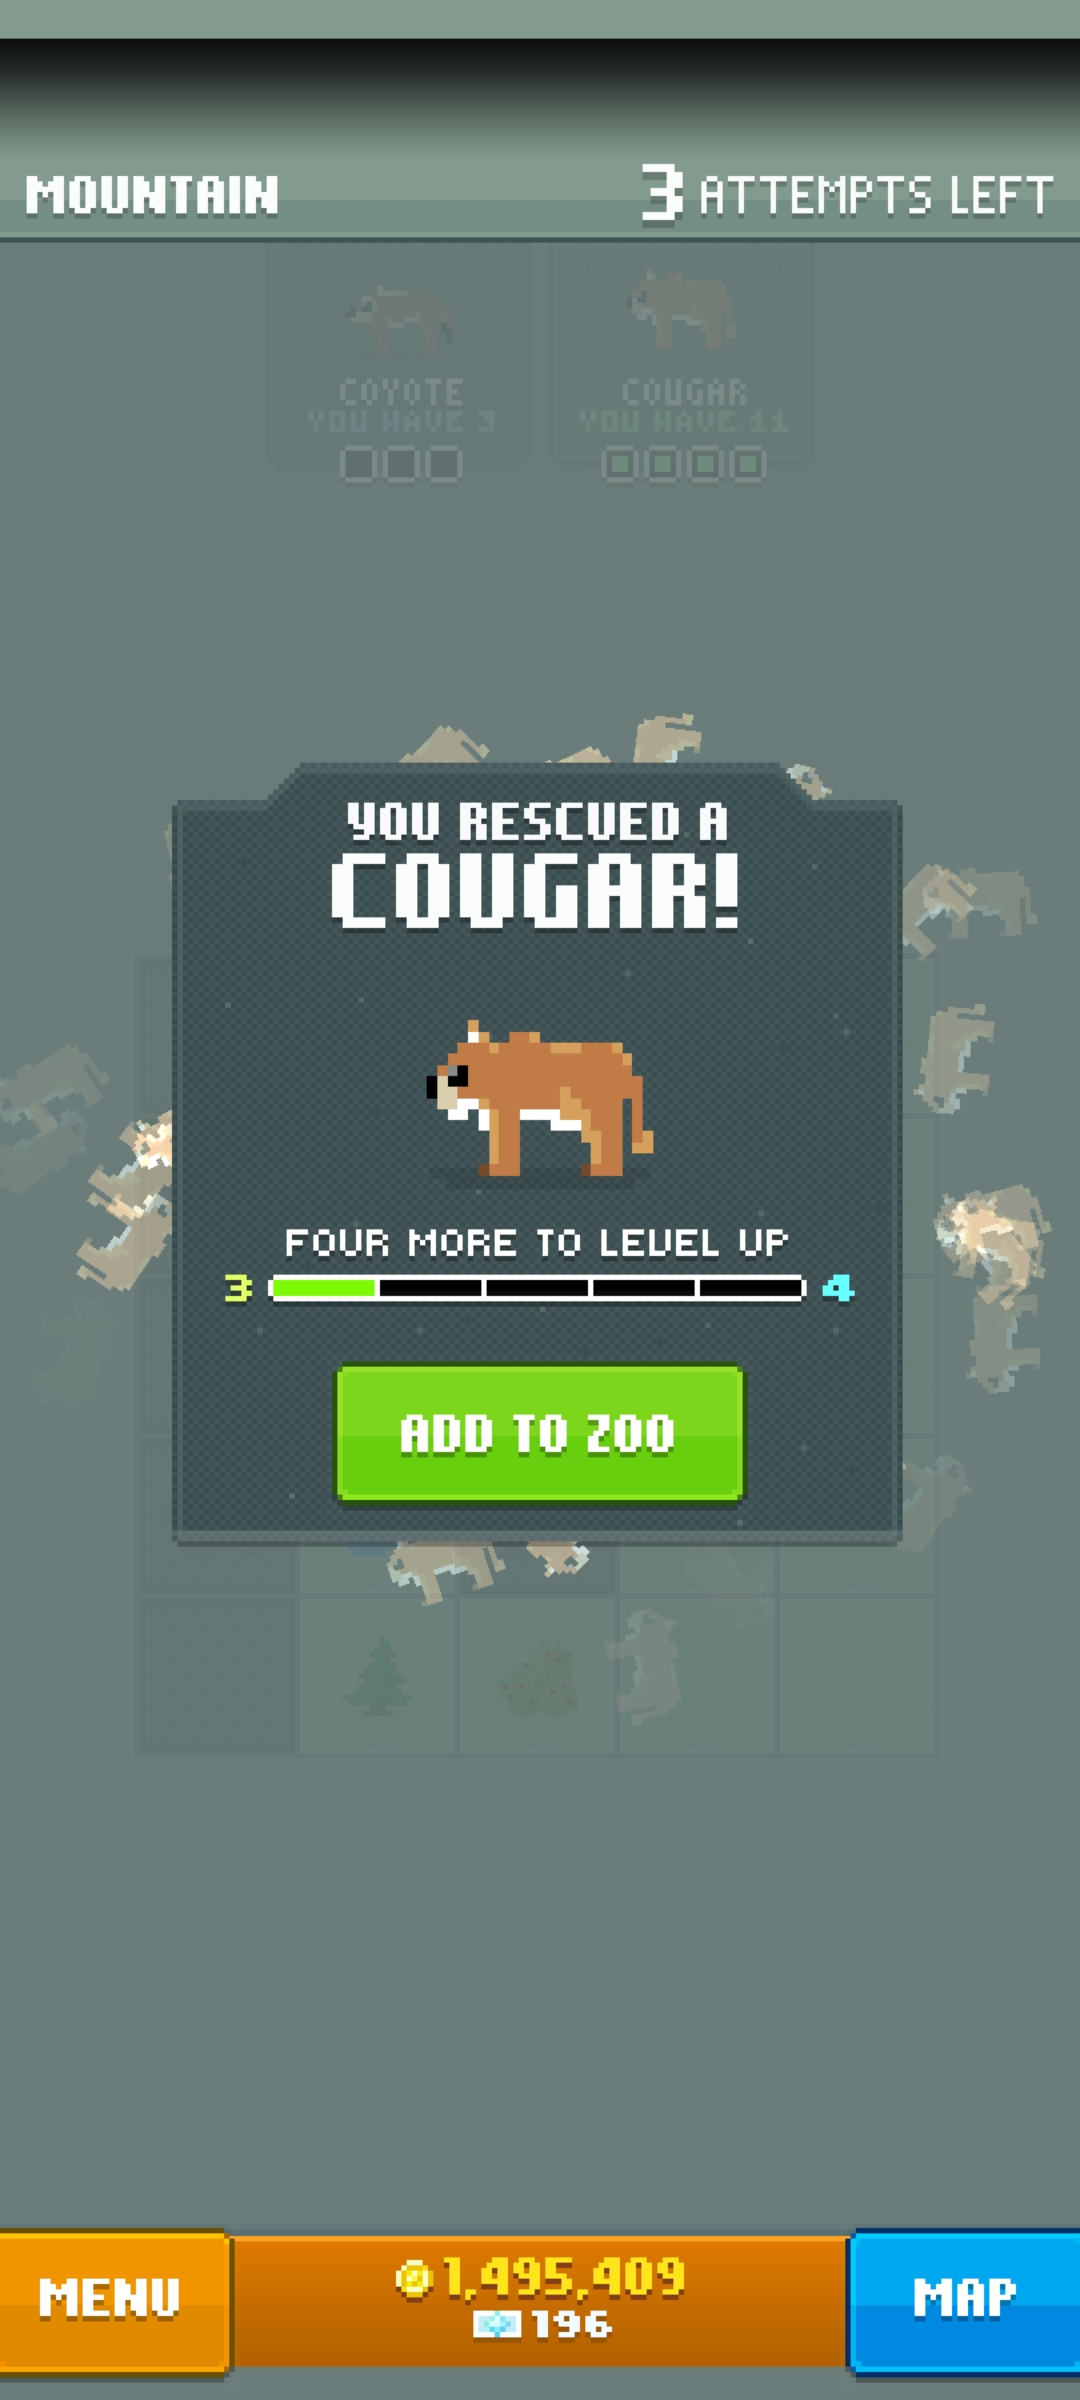 MOUNTAIN
3 ATTEMPTS LEFT
COYOTE
YOU HAVE 3
COUGAR
YOU HAVE 11
YOU RESCUED A
COUGAR!
FOUR MORE TO LEVEL UP
3
4
ADD TO ZOO
MENU
1,495,409
196
MAP